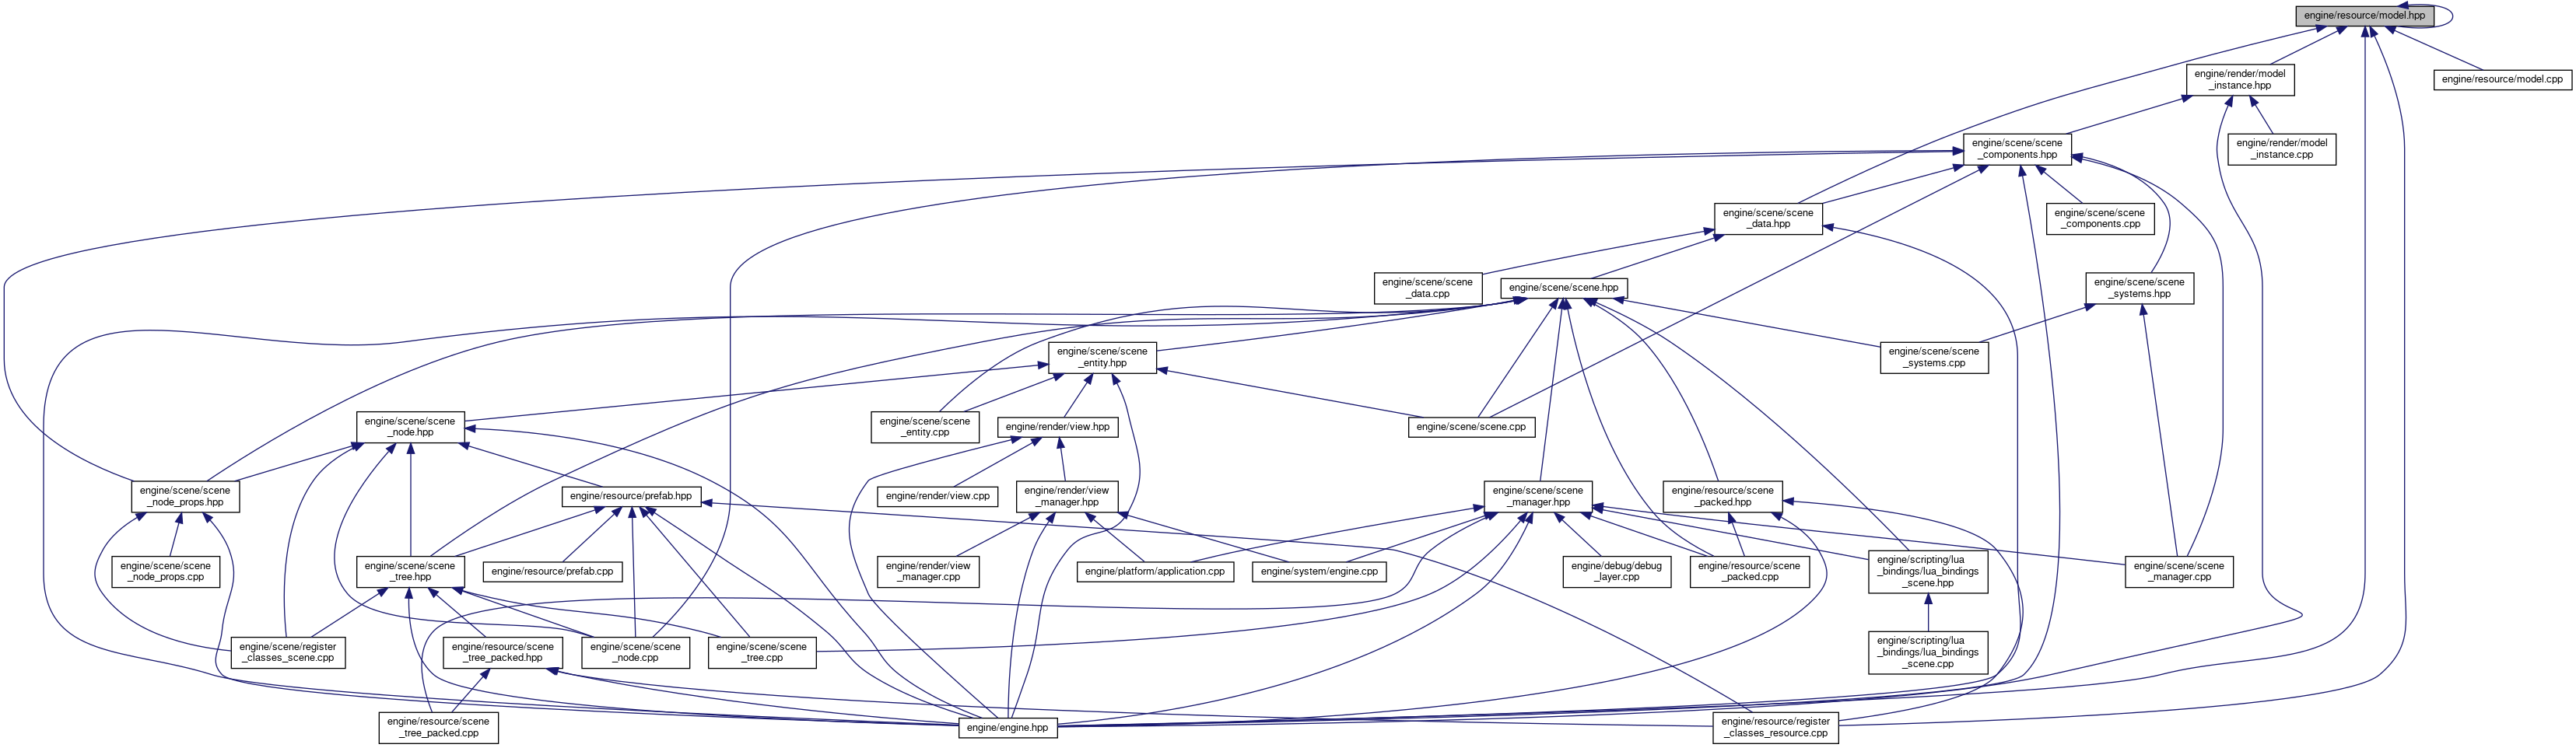 engine/resource/model.hpp
engine/render/model
_instance.hpp
engine/resource/model.cpp
engine/scene/scene
_components.hpp
engine/render/model
_instance.cpp
engine/scene/scene
_data.hpp
engine/scene/scene
_components.cpp
engine/scene/scene
_data.cpp
engine/scene/scene.hpp
engine/scene/scene
_systems.hpp
engine/scene/scene
_entity.hpp
engine/scene/scene
_systems.cpp
engine/scene/scene
_node.hpp
engine/scene/scene
_entity.cpp
engine/render/view.hpp
engine/scene/scene.cpp
engine/scene/scene
_node_props.hpp
engine/resource/prefab.hpp
engine/render/view.cpp
engine/render/view
_manager.hpp
engine/scene/scene
_manager.hpp
engine/resource/scene
_packed.hpp
engine/scene/scene
_node_props.cpp
engine/scene/scene
_tree.hpp
engine/resource/prefab.cpp
engine/render/view
_manager.cpp
engine/platform/application.cpp
engine/system/engine.cpp
engine/debug/debug
_layer.cpp
engine/resource/scene
_packed.cpp
engine/scripting/lua
_bindings/lua_bindings
_scene.hpp
engine/scene/scene
_manager.cpp
engine/scene/register
_classes_scene.cpp
engine/resource/scene
_tree_packed.hpp
engine/scene/scene
_node.cpp
engine/scene/scene
_tree.cpp
engine/scripting/lua
_bindings/lua_bindings
_scene.cpp
engine/resource/scene
_tree_packed.cpp
engine/engine.hpp
engine/resource/register
_classes_resource.cpp